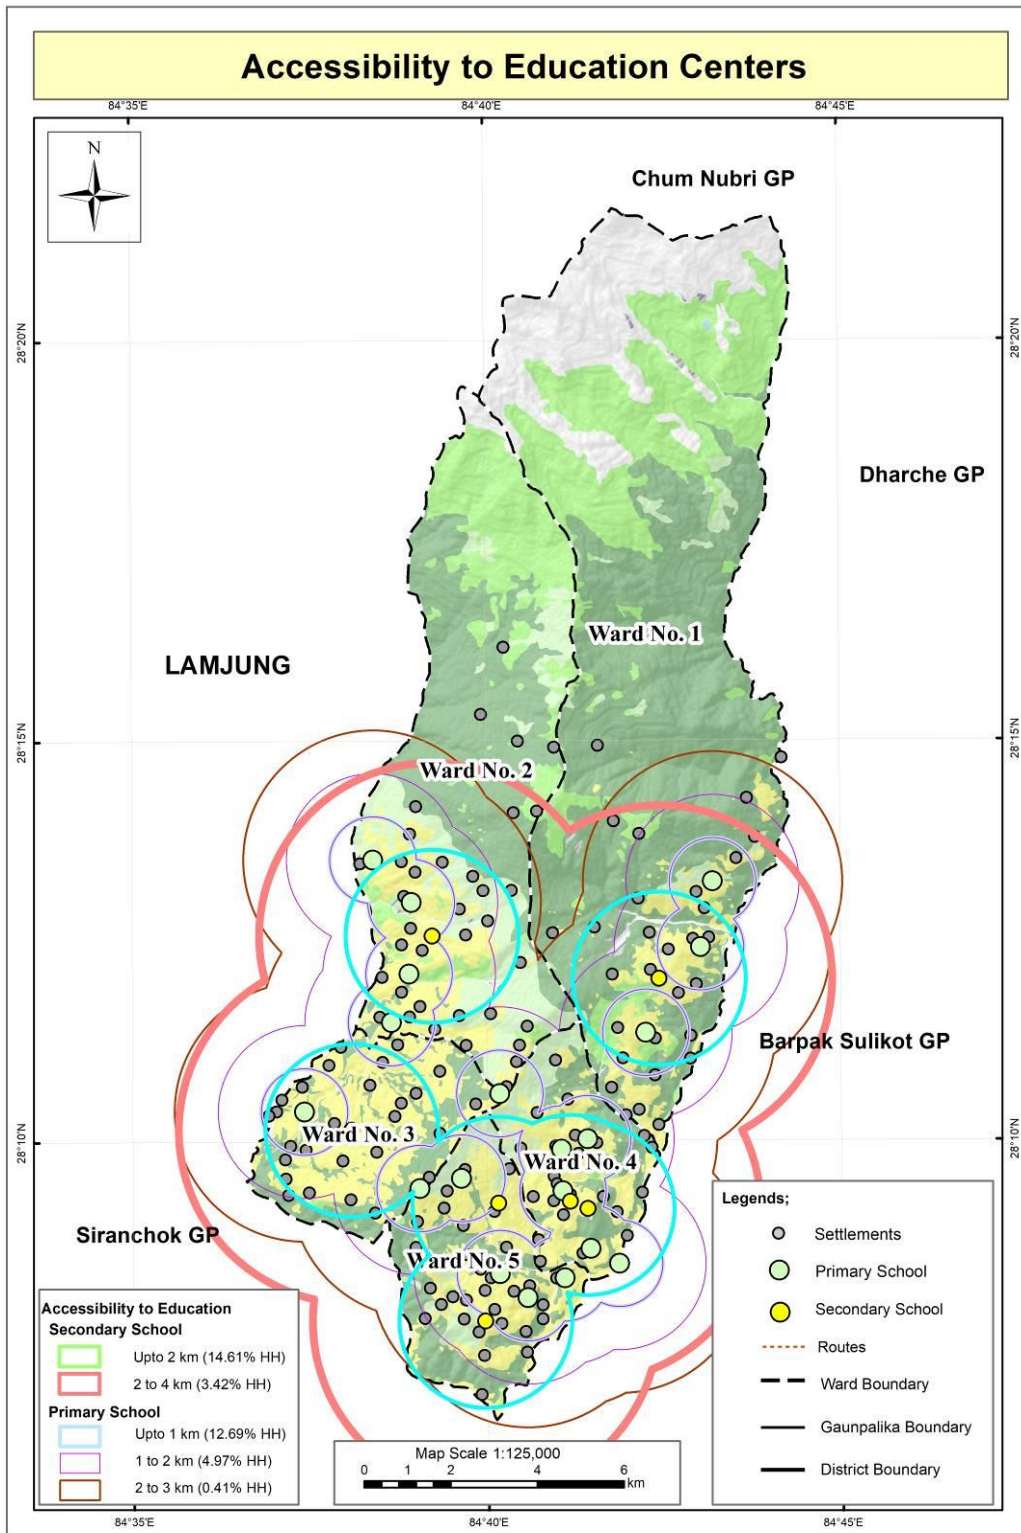 Accessibility to Education Centers
84°35'E
84°40'E
84°45'E
N
Chum Nubri GP
28°20'N
28°20'N
Dharche GP
Ward No. 1
LAMJUNG
28°15'N
28°15'N
Ward No. 2
Barpak Sulikot GP
28°10'N
28°10'N
Ward No. 3
Ward No. 4
Siranchok GP
Ward No. 5
Legends;
Settlements
Primary School
Secondary School
Routes
Ward Boundary
Gaunpalika Boundary
District Boundary
Accessibility to Education
Secondary School
Upto 2 km (14.61% HH)
2 to 4 km (3.42% HH)
Primary School
Upto 1 km (12.69% HH)
1 to 2 km (4.97% HH)
2 to 3 km (0.41% HH)
Map Scale 1:125,000
0 1 2 4 6
km
84°35'E
84°40'E
84°45'E